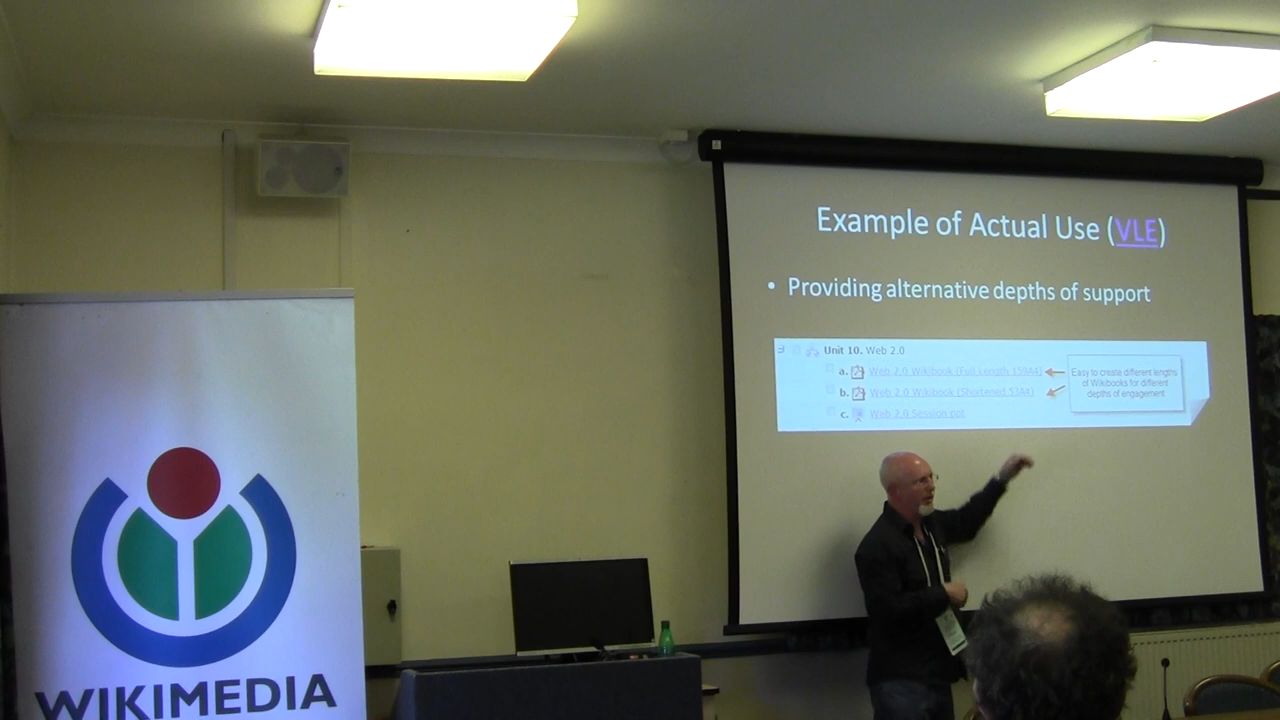 Example of Actual Use (VLE)
• Providing alternative depths of support
Unit 10. Web 2.0
a. Web 2.0 Wikibook (Full Length 159A4)
b. Web 2.0 Wikibook (Shortened 53A4)
c. Web 2.0 Session ppt
Easy to create different lengths
of Wikibooks for different
depths of engagement
WIKIMEDIA